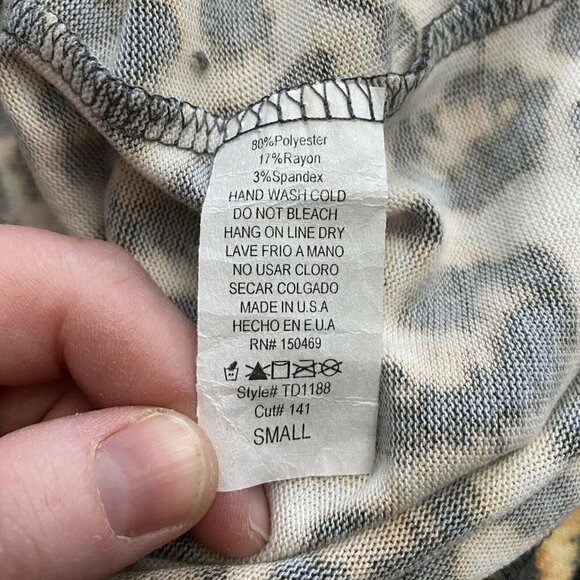 80%Polyester
17%Rayon
3%Spandex
HAND WASH COLD
DO NOT BLEACH
HANG ON LINE DRY
LAVE FRIO A MANO
NO USAR CLORO
SECAR COLGADO
MADE IN U.S.A
HECHO EN E.U.A
RN# 150469
Style# TD1188
Cut# 141
SMALL